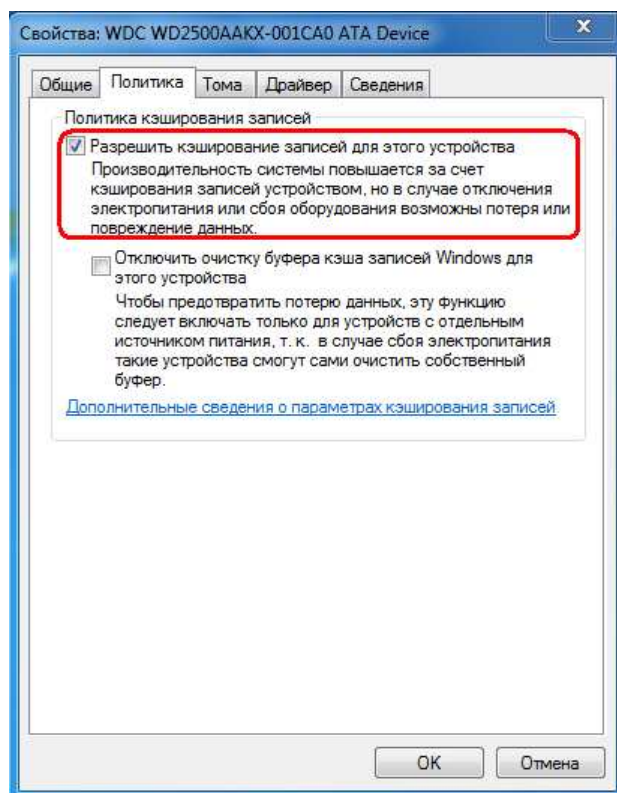 Свойства: WDC WD2500AAKX-001CA0 ATA Device
Общие Политика Тома Драйвер Сведения
Политика кэширования записей
Разрешить кэширование записей для этого устройства
Производительность системы повышается за счет
кэширования записей устройством, но в случае отключения
электропитания или сбоя оборудования возможны потеря или
повреждение данных.
Отключить очистку буфера кэша записей Windows для
этого устройства
Чтобы предотвратить потерю данных, эту функцию
следует включать только для устройств с отдельным
источником питания, т. к. в случае сбоя электропитания
такие устройства смогут сами очистить собственный
буфер.
Дополнительные сведения о параметрах кэширования записей
OK Отмена